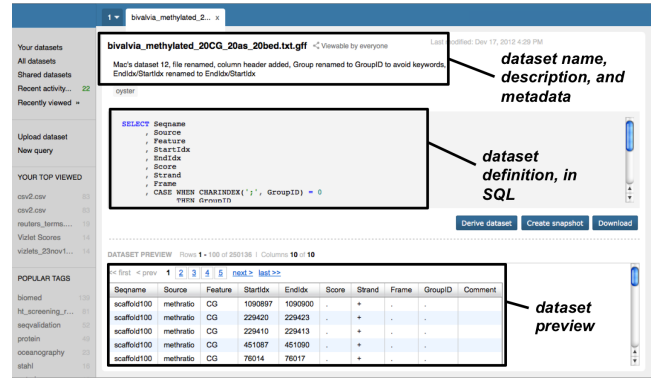 1 ▾ bivalvia_methylated_2... x
Your datasets
All datasets
Shared datasets
Recent activity... 22
Recently viewed »
Upload dataset
New query
YOUR TOP VIEWED
csv2.csv 93
csv2.csv 63
reuters_terms.... 19
Vizlet Scores 14
vizlets_23nov1... 14
POPULAR TAGS
biomed
ht_screening_r... 81
seqvalidation
protein
oceanography
stahl
bivalvia_methylated_20CG_20as_20bed.txt.gff Viewable by everyone
Last modified: Dec 17, 2012 4:29 PM
Mac's dataset 12, file renamed, column header added, Group renamed to GroupID to avoid keywords,
EndIdx/StartIdx renamed to EndIdx/StartIdx
oyster
dataset name,
description, and
metadata
SELECT Seqname
, Source
, Feature
, StartIdx
, EndIdx
, Score
, Strand
, Frame
, CASE WHEN CHARINDEX(';', GroupID) = 0
THEN GroupID
dataset
definition, in
SQL
Derive dataset Create snapshot Download
DATASET PREVIEW Rows 1 - 100 of 250136 | Columns 10 of 10
<< first < prev 1 2 3 4 5 next > last >>
Seqname Source Feature StartIdx EndIdx Score Strand Frame GroupID Comment
scaffold100 methratio CG 1090897 1090900 . + . .
scaffold100 methratio CG 229420 229423 . + . .
scaffold100 methratio CG 229410 229413 . + . .
scaffold100 methratio CG 451087 451090 . + . .
scaffold100 methratio CG 76014 76017 . + . .
dataset
preview